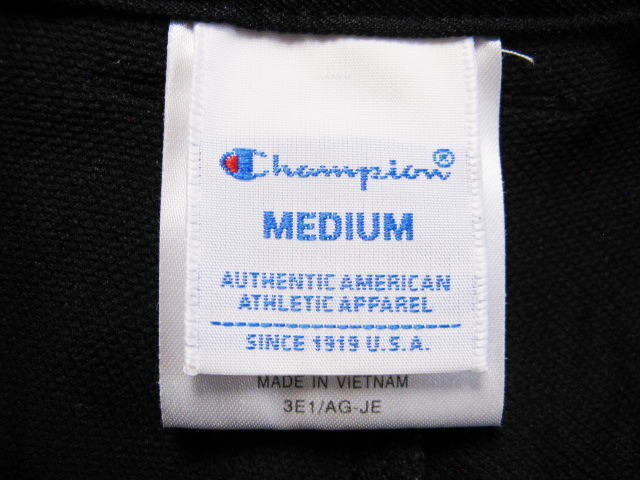 Champion®
MEDIUM
AUTHENTIC AMERICAN
ATHLETIC APPAREL
SINCE 1919 U.S.A.
MADE IN VIETNAM
3E1/AG-JE